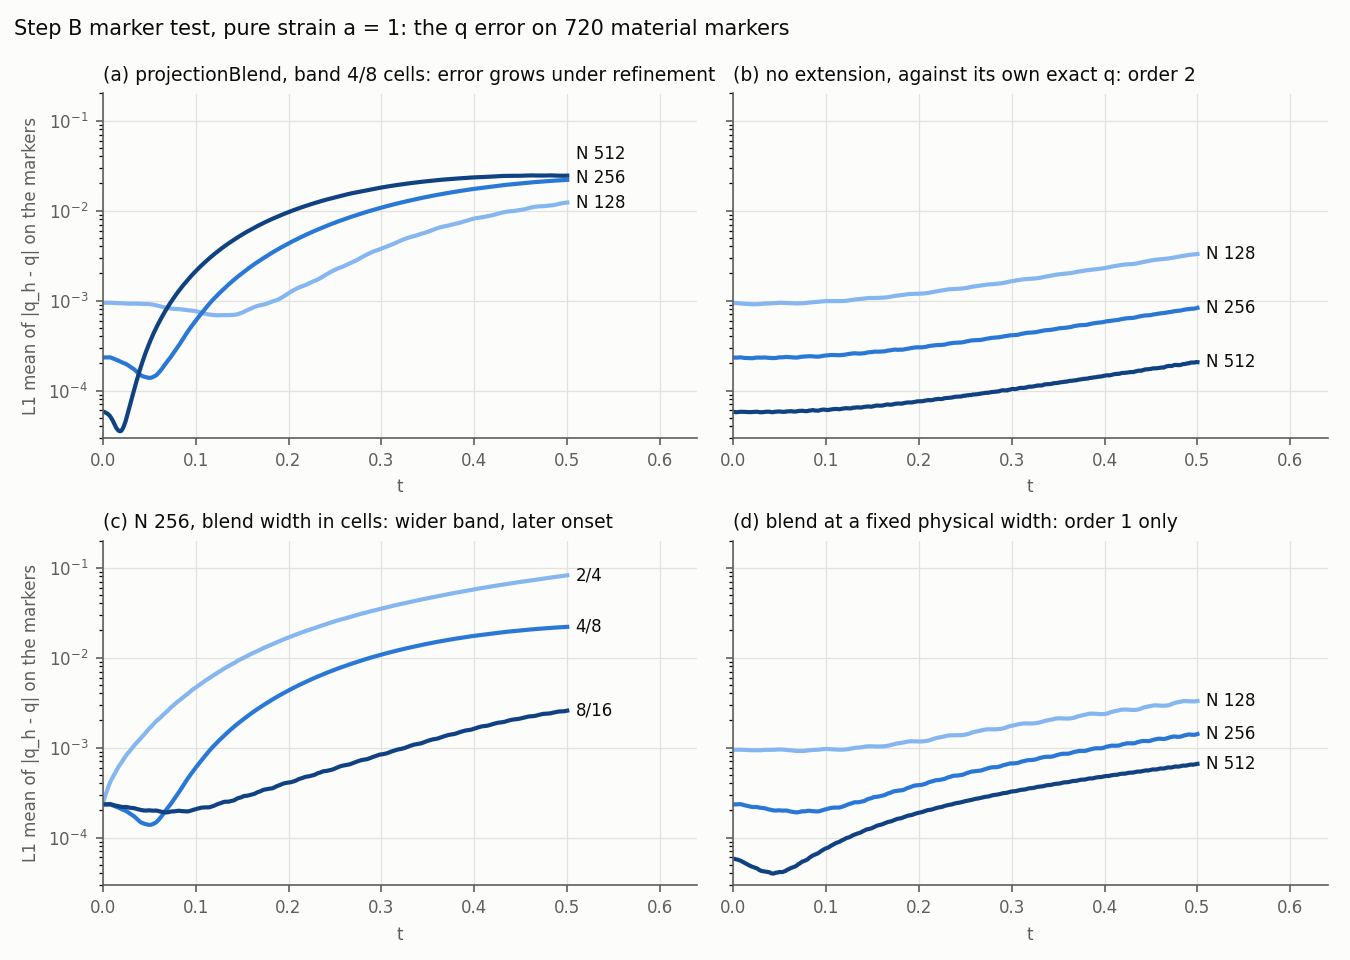 Step B marker test, pure strain a = 1: the q error on 720 material markers
(a) projectionBlend, band 4/8 cells: error grows under refinement
L1 mean of |q_h - q| on the markers
10⁻¹
10⁻²
10⁻³
10⁻⁴
N 512
N 256
N 128
0.0 0.1 0.2 0.3 0.4 0.5 0.6
t
(b) no extension, against its own exact q: order 2
N 128
N 256
N 512
0.0 0.1 0.2 0.3 0.4 0.5 0.6
t
(c) N 256, blend width in cells: wider band, later onset
L1 mean of |q_h - q| on the markers
10⁻¹
10⁻²
10⁻³
10⁻⁴
2/4
4/8
8/16
0.0 0.1 0.2 0.3 0.4 0.5 0.6
t
(d) blend at a fixed physical width: order 1 only
N 128
N 256
N 512
0.0 0.1 0.2 0.3 0.4 0.5 0.6
t